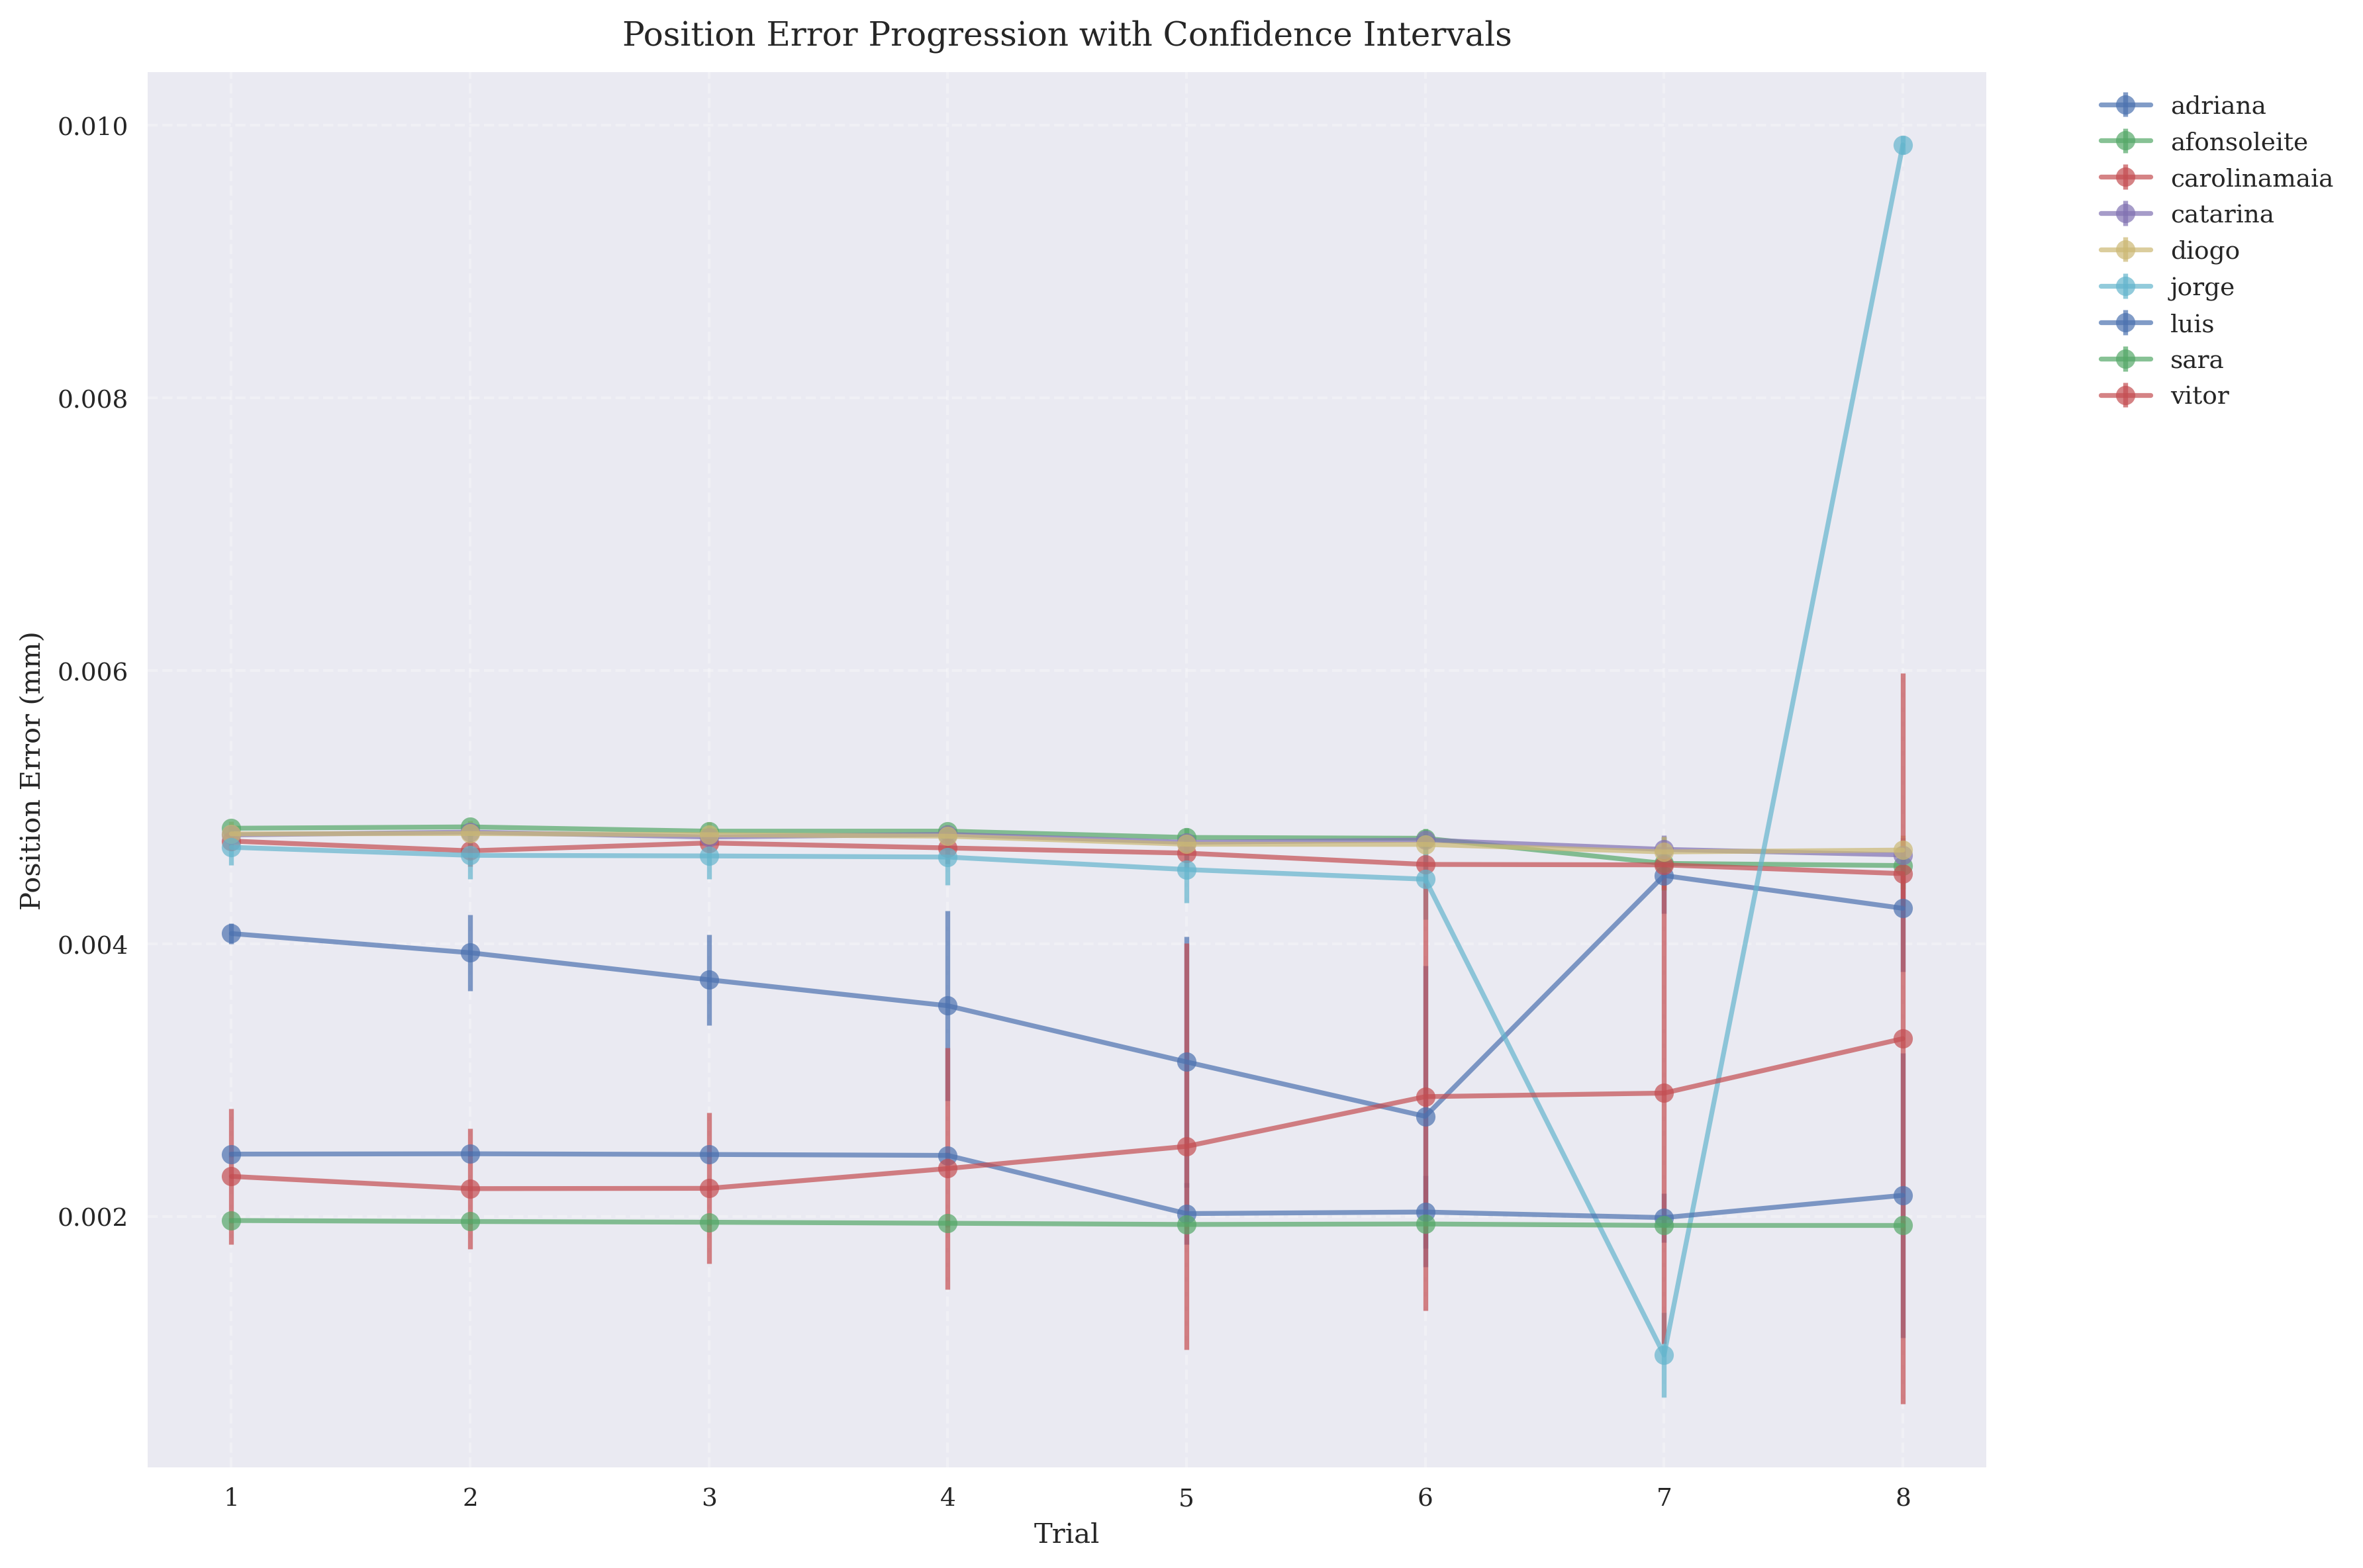 Position Error Progression with Confidence Intervals
0.010
0.008
0.006
0.004
0.002
Position Error (mm)
1 2 3 4 5 6 7 8
Trial
adriana
afonsoleite
carolinamaia
catarina
diogo
jorge
luis
sara
vitor